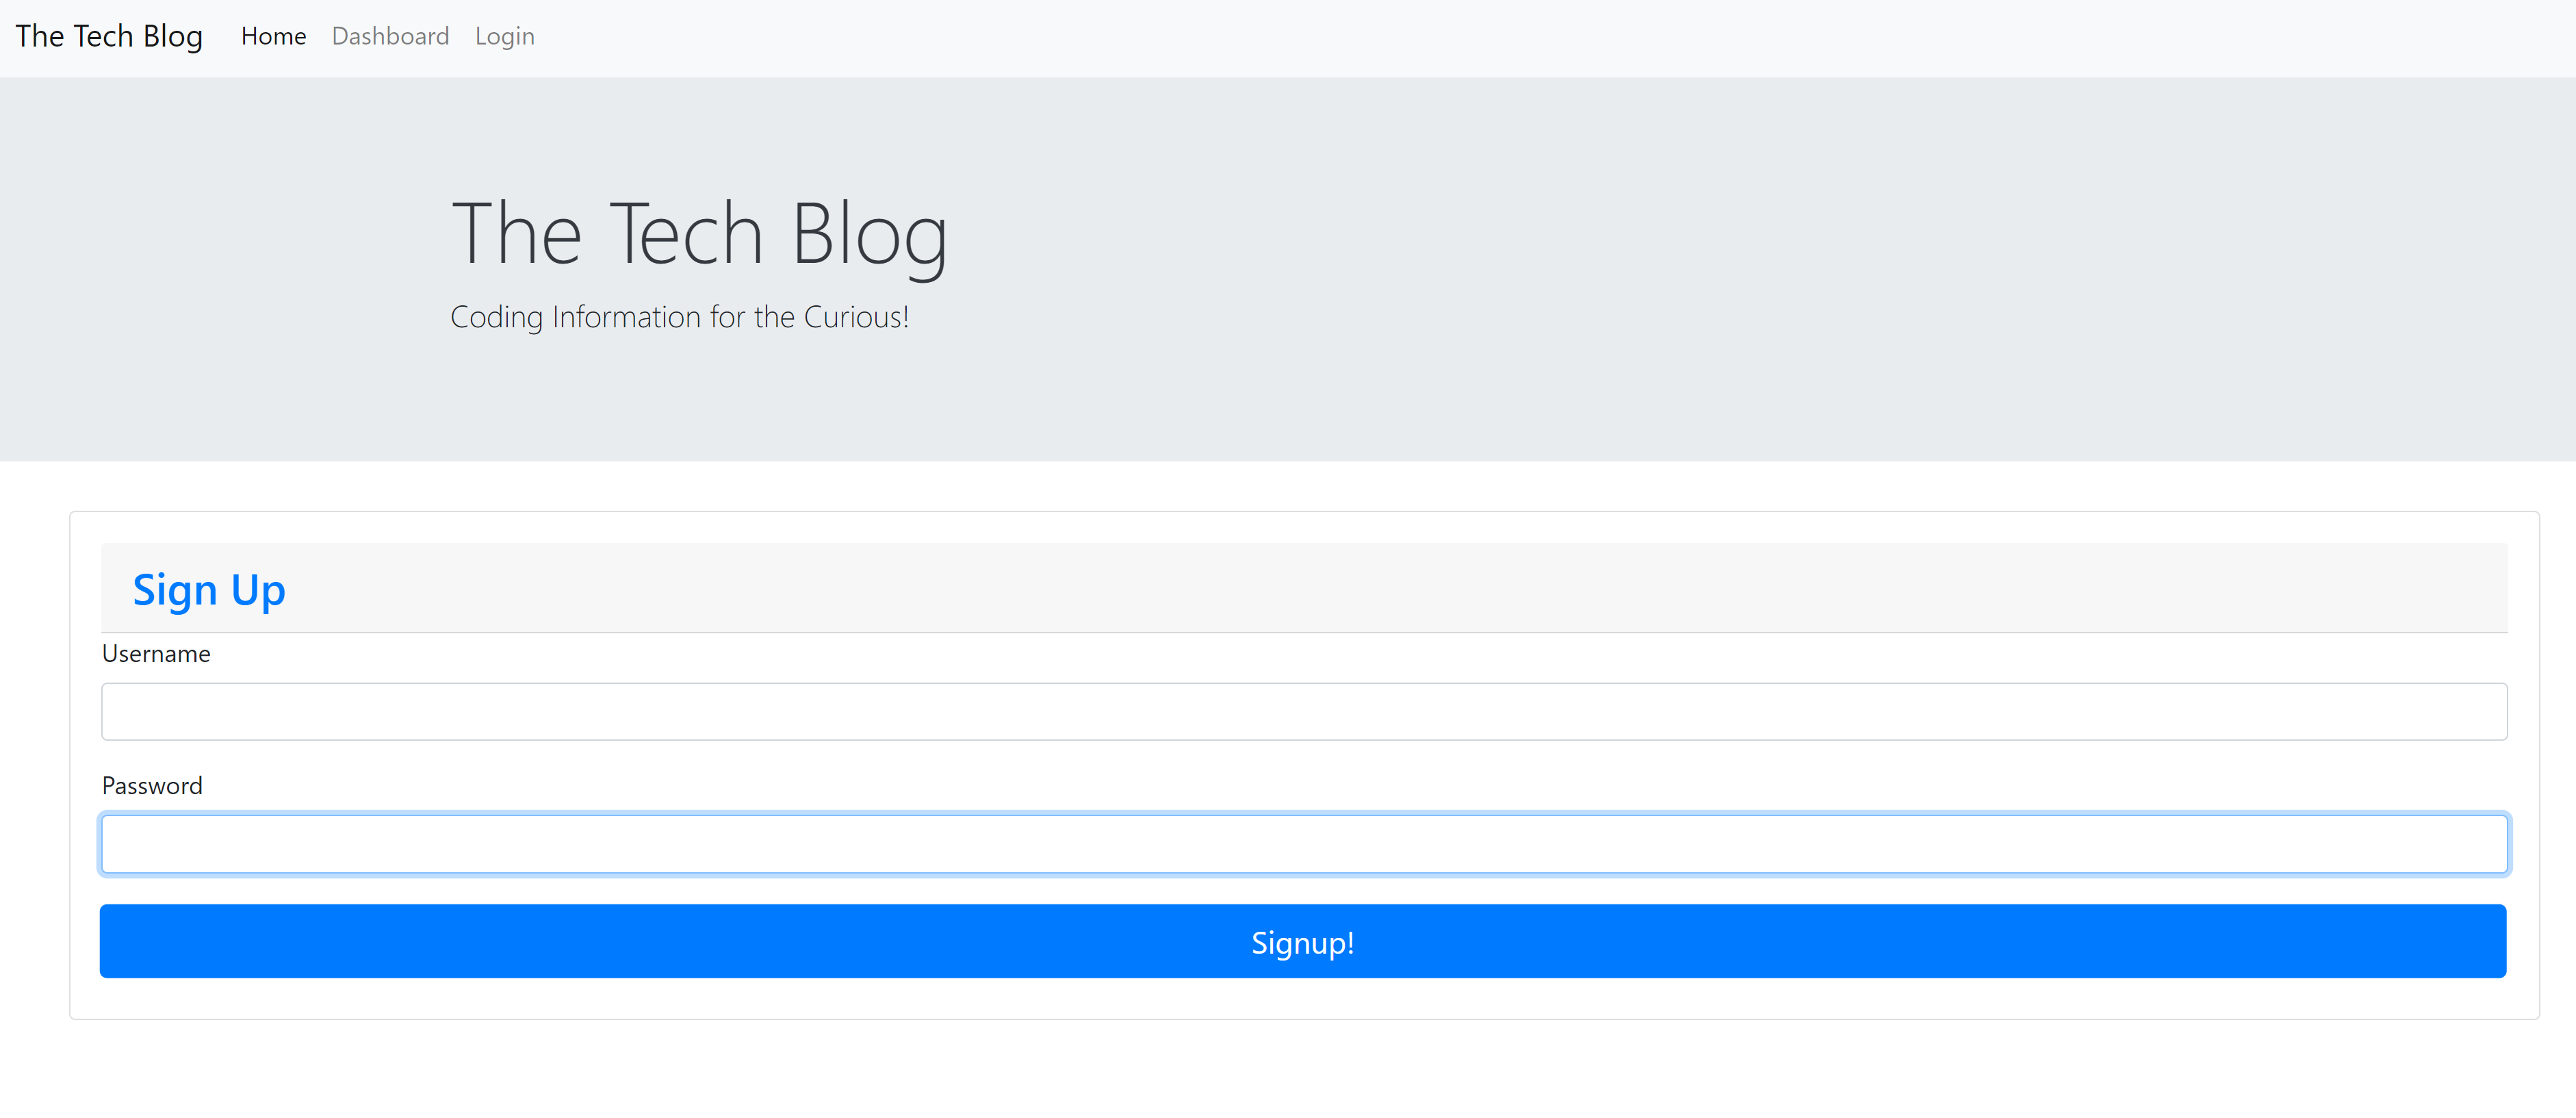 The Tech Blog Home Dashboard Login
The Tech Blog
Coding Information for the Curious!
Sign Up
Username
Password
Signup!